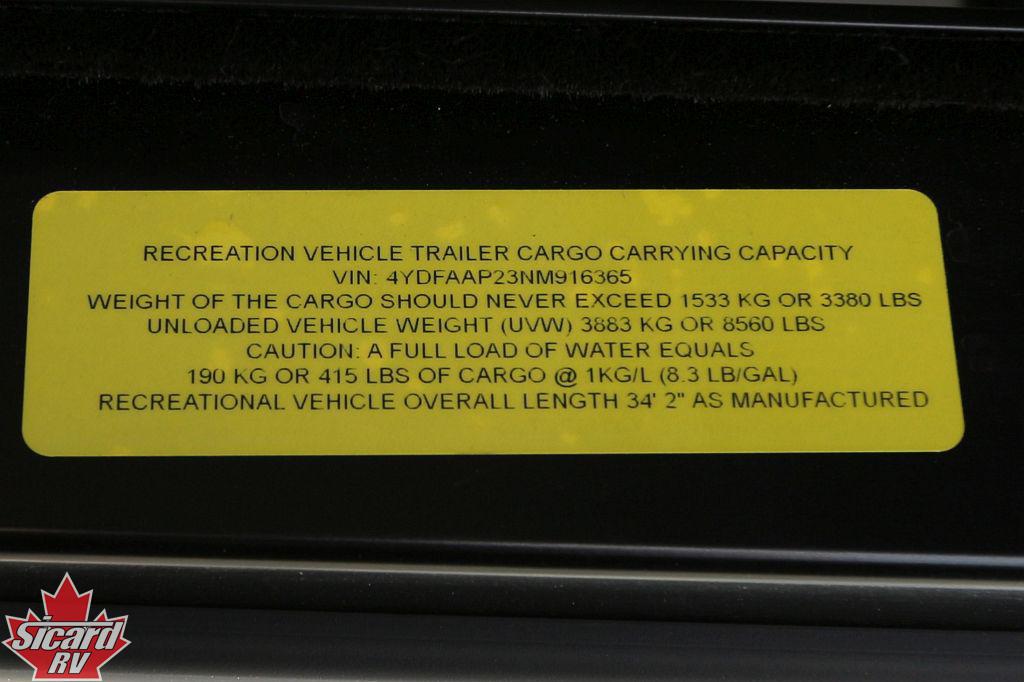 RECREATION VEHICLE TRAILER CARGO CARRYING CAPACITY
VIN: 4YDFAAP23NM916365
WEIGHT OF THE CARGO SHOULD NEVER EXCEED 1533 KG OR 3380 LBS
UNLOADED VEHICLE WEIGHT (UVW) 3883 KG OR 8560 LBS
CAUTION: A FULL LOAD OF WATER EQUALS
190 KG OR 415 LBS OF CARGO @ 1KG/L (8.3 LB/GAL)
RECREATIONAL VEHICLE OVERALL LENGTH 34' 2" AS MANUFACTURED
Sicard
RV